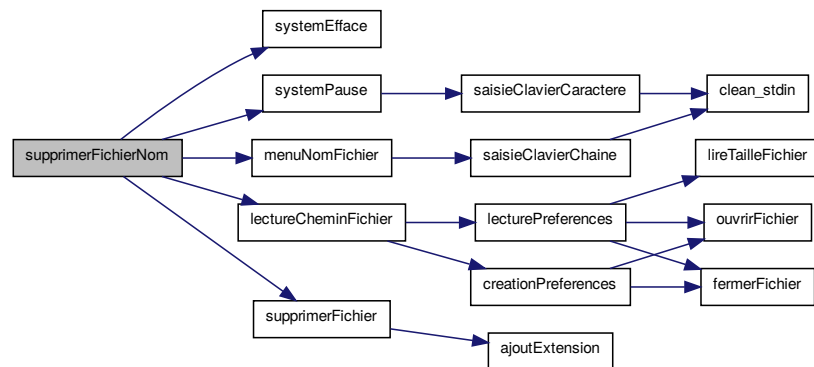 systemEfface
systemPause
saisieClavierCaractere
clean_stdin
supprimerFichierNom
menuNomFichier
saisieClavierChaine
lireTailleFichier
lectureCheminFichier
lecturePreferences
ouvrirFichier
creationPreferences
fermerFichier
supprimerFichier
ajoutExtension